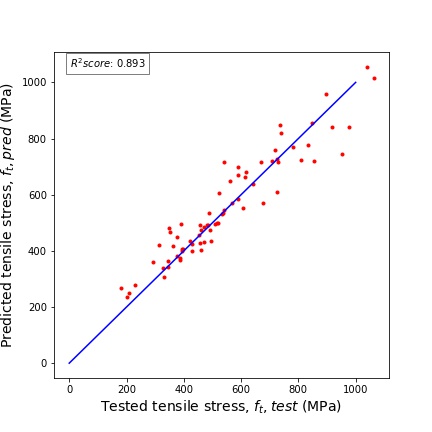 R²score: 0.893
1000
800
600
400
200
0
Predicted tensile stress, fₜ, pred (MPa)
0 200 400 600 800 1000
Tested tensile stress, fₜ, test (MPa)